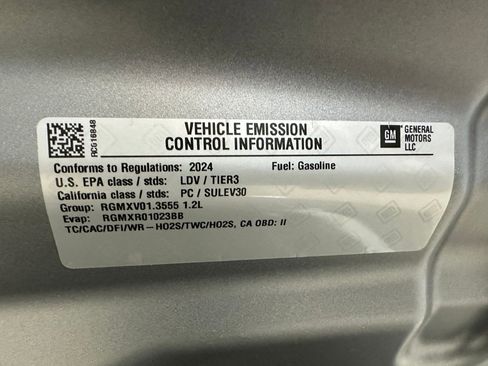 VEHICLE EMISSION
CONTROL INFORMATION
GM
GENERAL
MOTORS
LLC
RCG16848
Conforms to Regulations: 2024 Fuel: Gasoline
U.S. EPA class / stds: LDV / TIER3
California class / stds: PC / SULEV30
Group: RGMXV01.3555 1.2L
Evap: RGMXR0102388
TC/CAC/DFI/WR-HO2S/TWC/HO2S, CA OBD: II